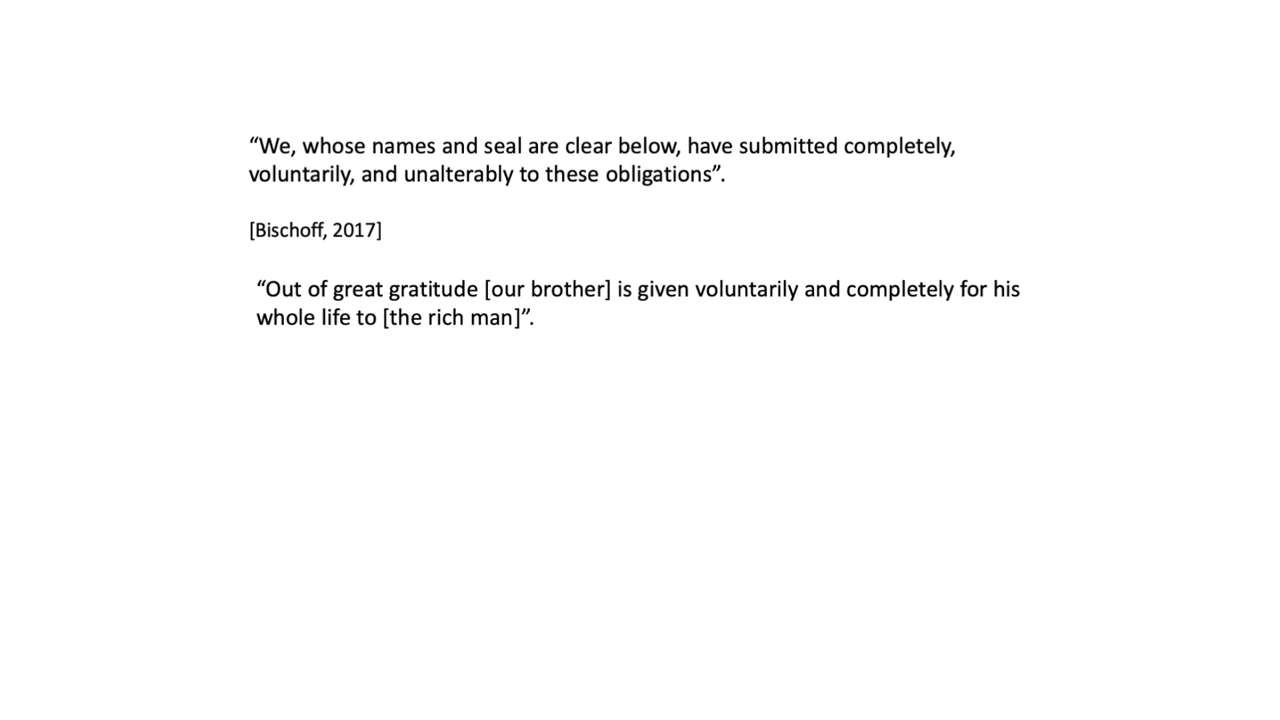 “We, whose names and seal are clear below, have submitted completely,
voluntarily, and unalterably to these obligations”.
[Bischoff, 2017]
“Out of great gratitude [our brother] is given voluntarily and completely for his
whole life to [the rich man]”.